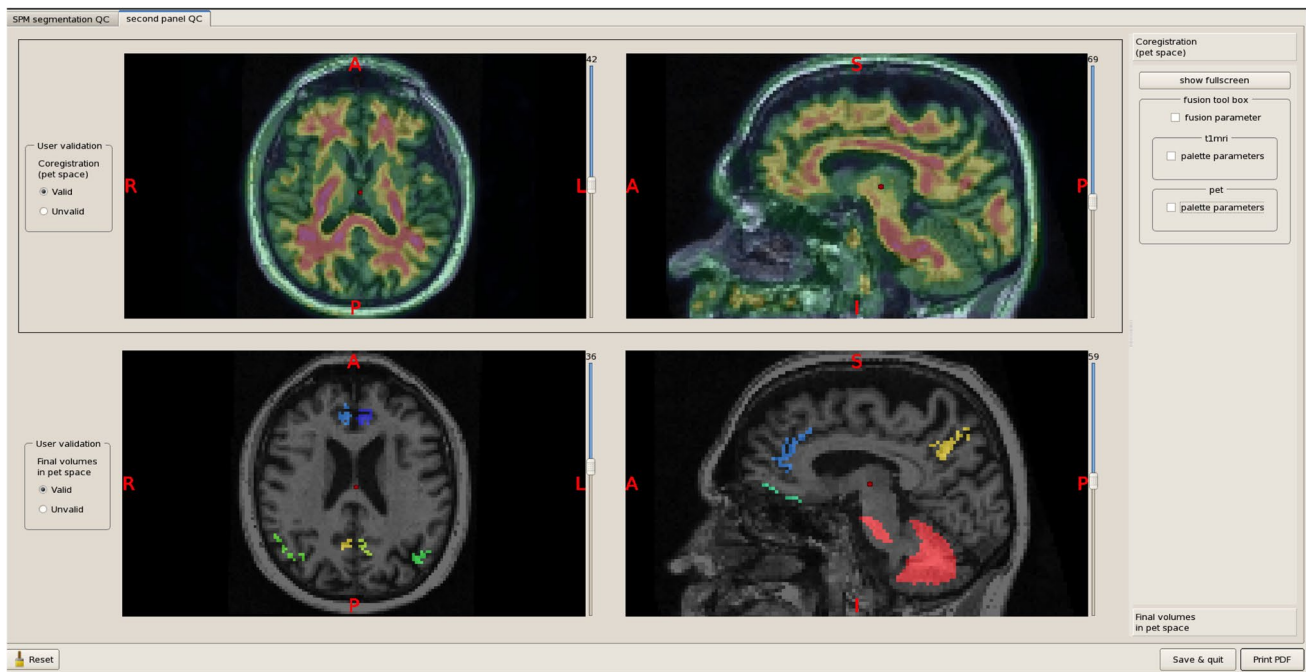 SPM segmentation QC
second panel QC
User validation
Coregistration
(pet space)
Valid
Unvalid
A
R
L
P
42
S
A
P
I
69
Coregistration
(pet space)
show fullscreen
fusion tool box
fusion parameter
t1mri
palette parameters
pet
palette parameters
User validation
Final volumes
in pet space
Valid
Unvalid
A
R
L
P
36
S
A
P
I
59
Final volumes
in pet space
Reset
Save & quit
Print PDF